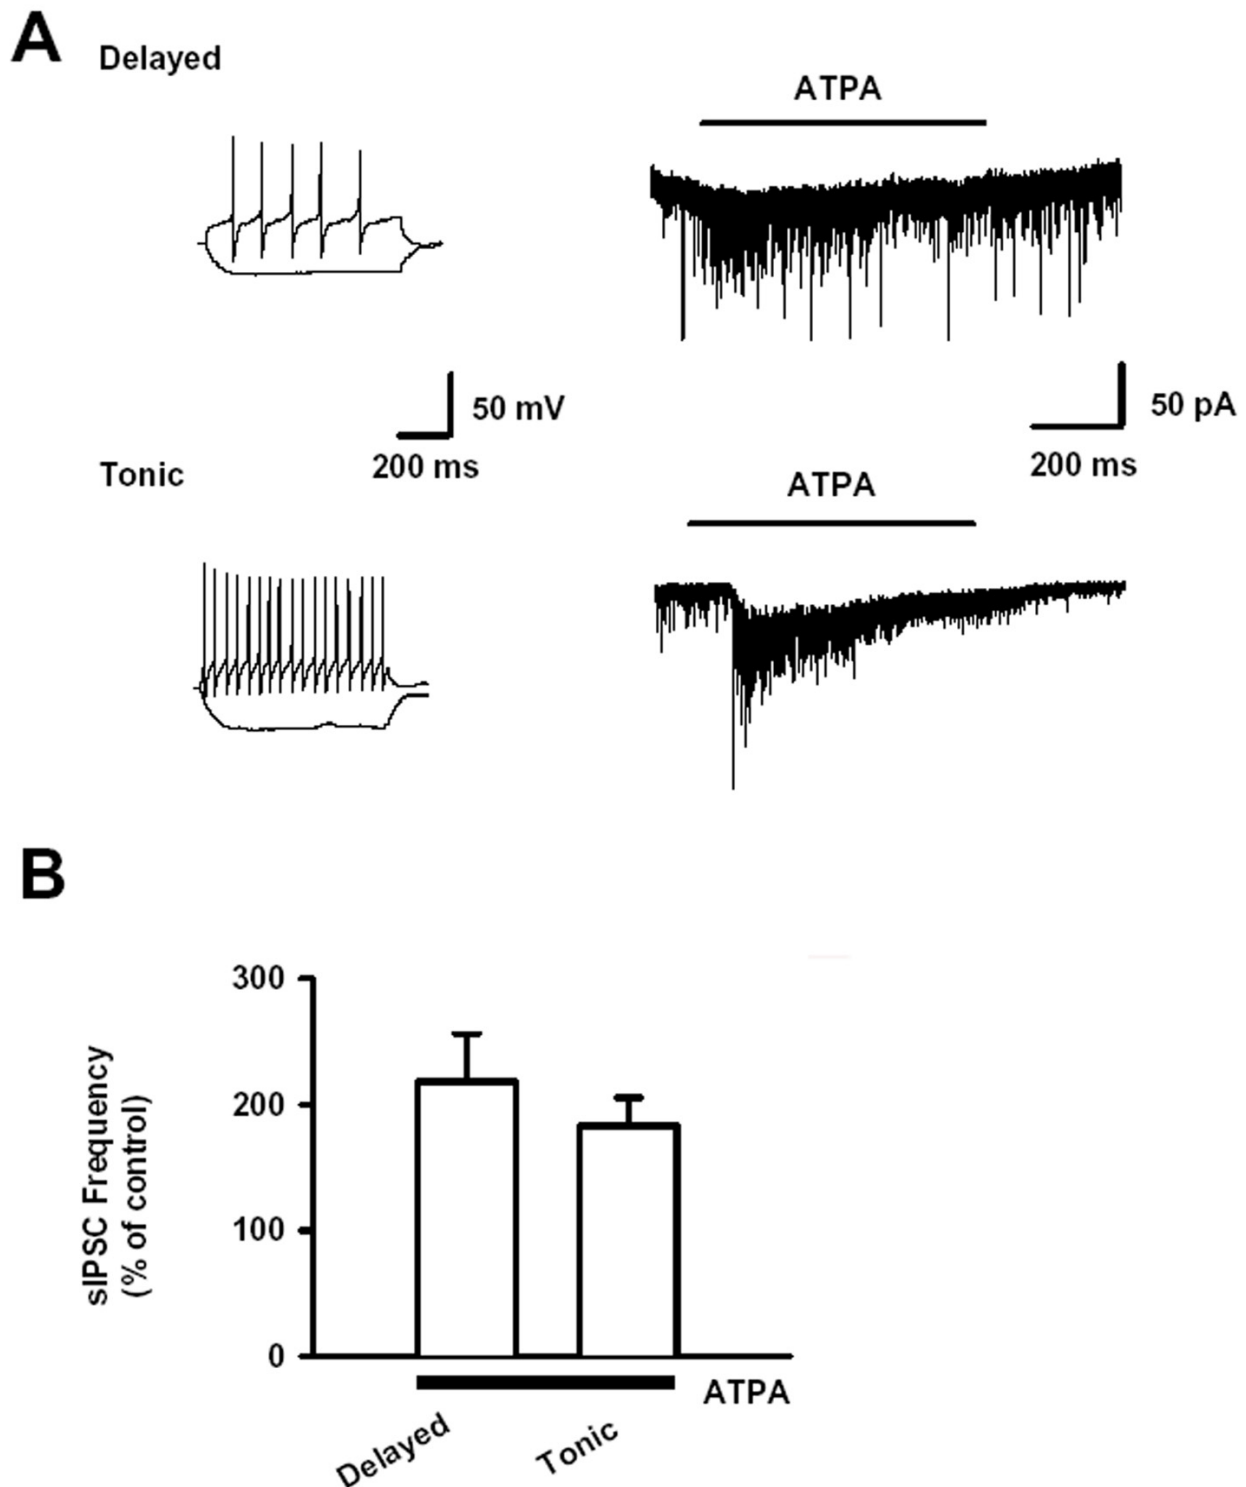 A
Delayed
ATPA
50 mV
200 ms
50 pA
200 ms
Tonic
ATPA
B
300
200
100
0
sIPSC Frequency
(% of control)
ATPA
Delayed
Tonic